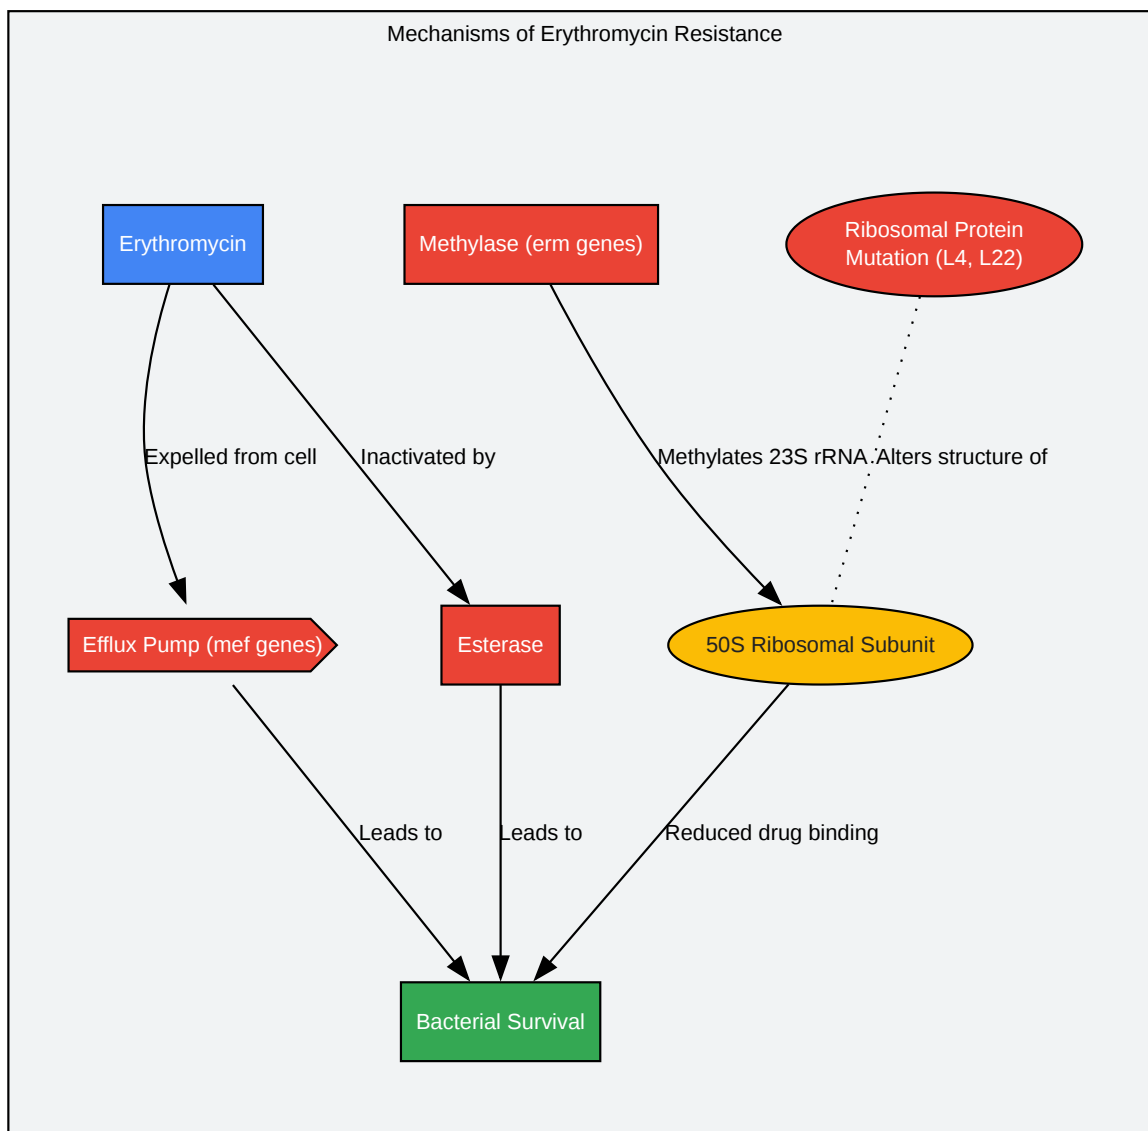 Mechanisms of Erythromycin Resistance
Erythromycin
Methylase (erm genes)
Ribosomal Protein
Mutation (L4, L22)
Expelled from cell
Inactivated by
Methylates 23S rRNA
Alters structure of
Efflux Pump (mef genes)
Esterase
50S Ribosomal Subunit
Leads to
Leads to
Reduced drug binding
Bacterial Survival